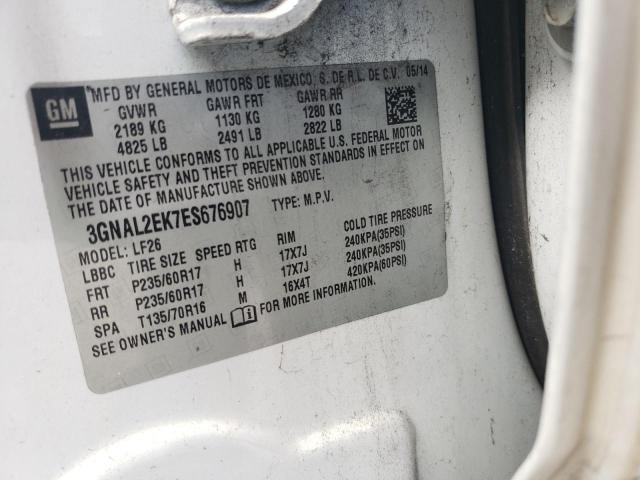 GM
MFD BY GENERAL MOTORS DE MEXICO, S. DE R.L. DE C.V. 05/14
GVWR GAWR FRT GAWR RR
2189 KG 1130 KG 1280 KG
4825 LB 2491 LB 2822 LB
THIS VEHICLE CONFORMS TO ALL APPLICABLE U.S. FEDERAL MOTOR
VEHICLE SAFETY AND THEFT PREVENTION STANDARDS IN EFFECT ON
THE DATE OF MANUFACTURE SHOWN ABOVE.
3GNAL2EK7ES676907 TYPE: M.P.V.
MODEL: LF26
LBBC TIRE SIZE SPEED RTG RIM COLD TIRE PRESSURE
FRT P235/60R17 H 17X7J 240KPA(35PSI)
RR P235/60R17 H 17X7J 240KPA(35PSI)
SPA T135/70R16 M 16X4T 420KPA(60PSI)
SEE OWNER'S MANUAL FOR MORE INFORMATION.